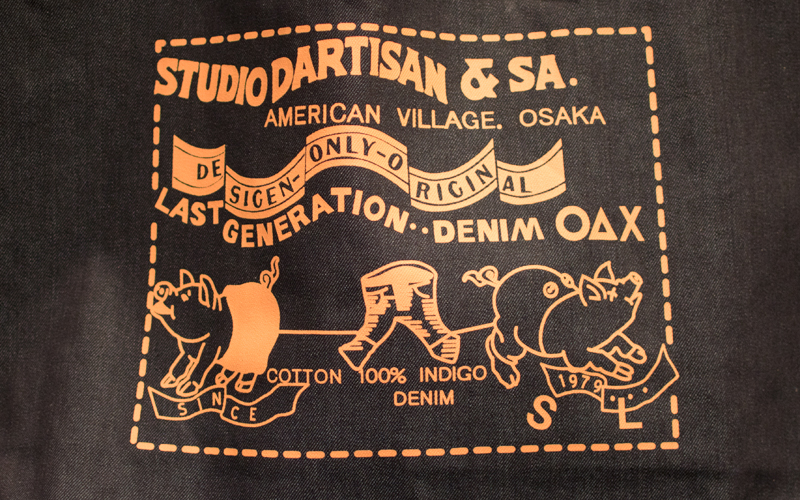 STUDIO DARTISAN & SA.
AMERICAN VILLAGE. OSAKA
DE SIGEN-ONLY-ORIGINAL
LAST GENERATION··DENIM OΔX
COTTON 100% INDIGO
DENIM
SINCE
1979
S L